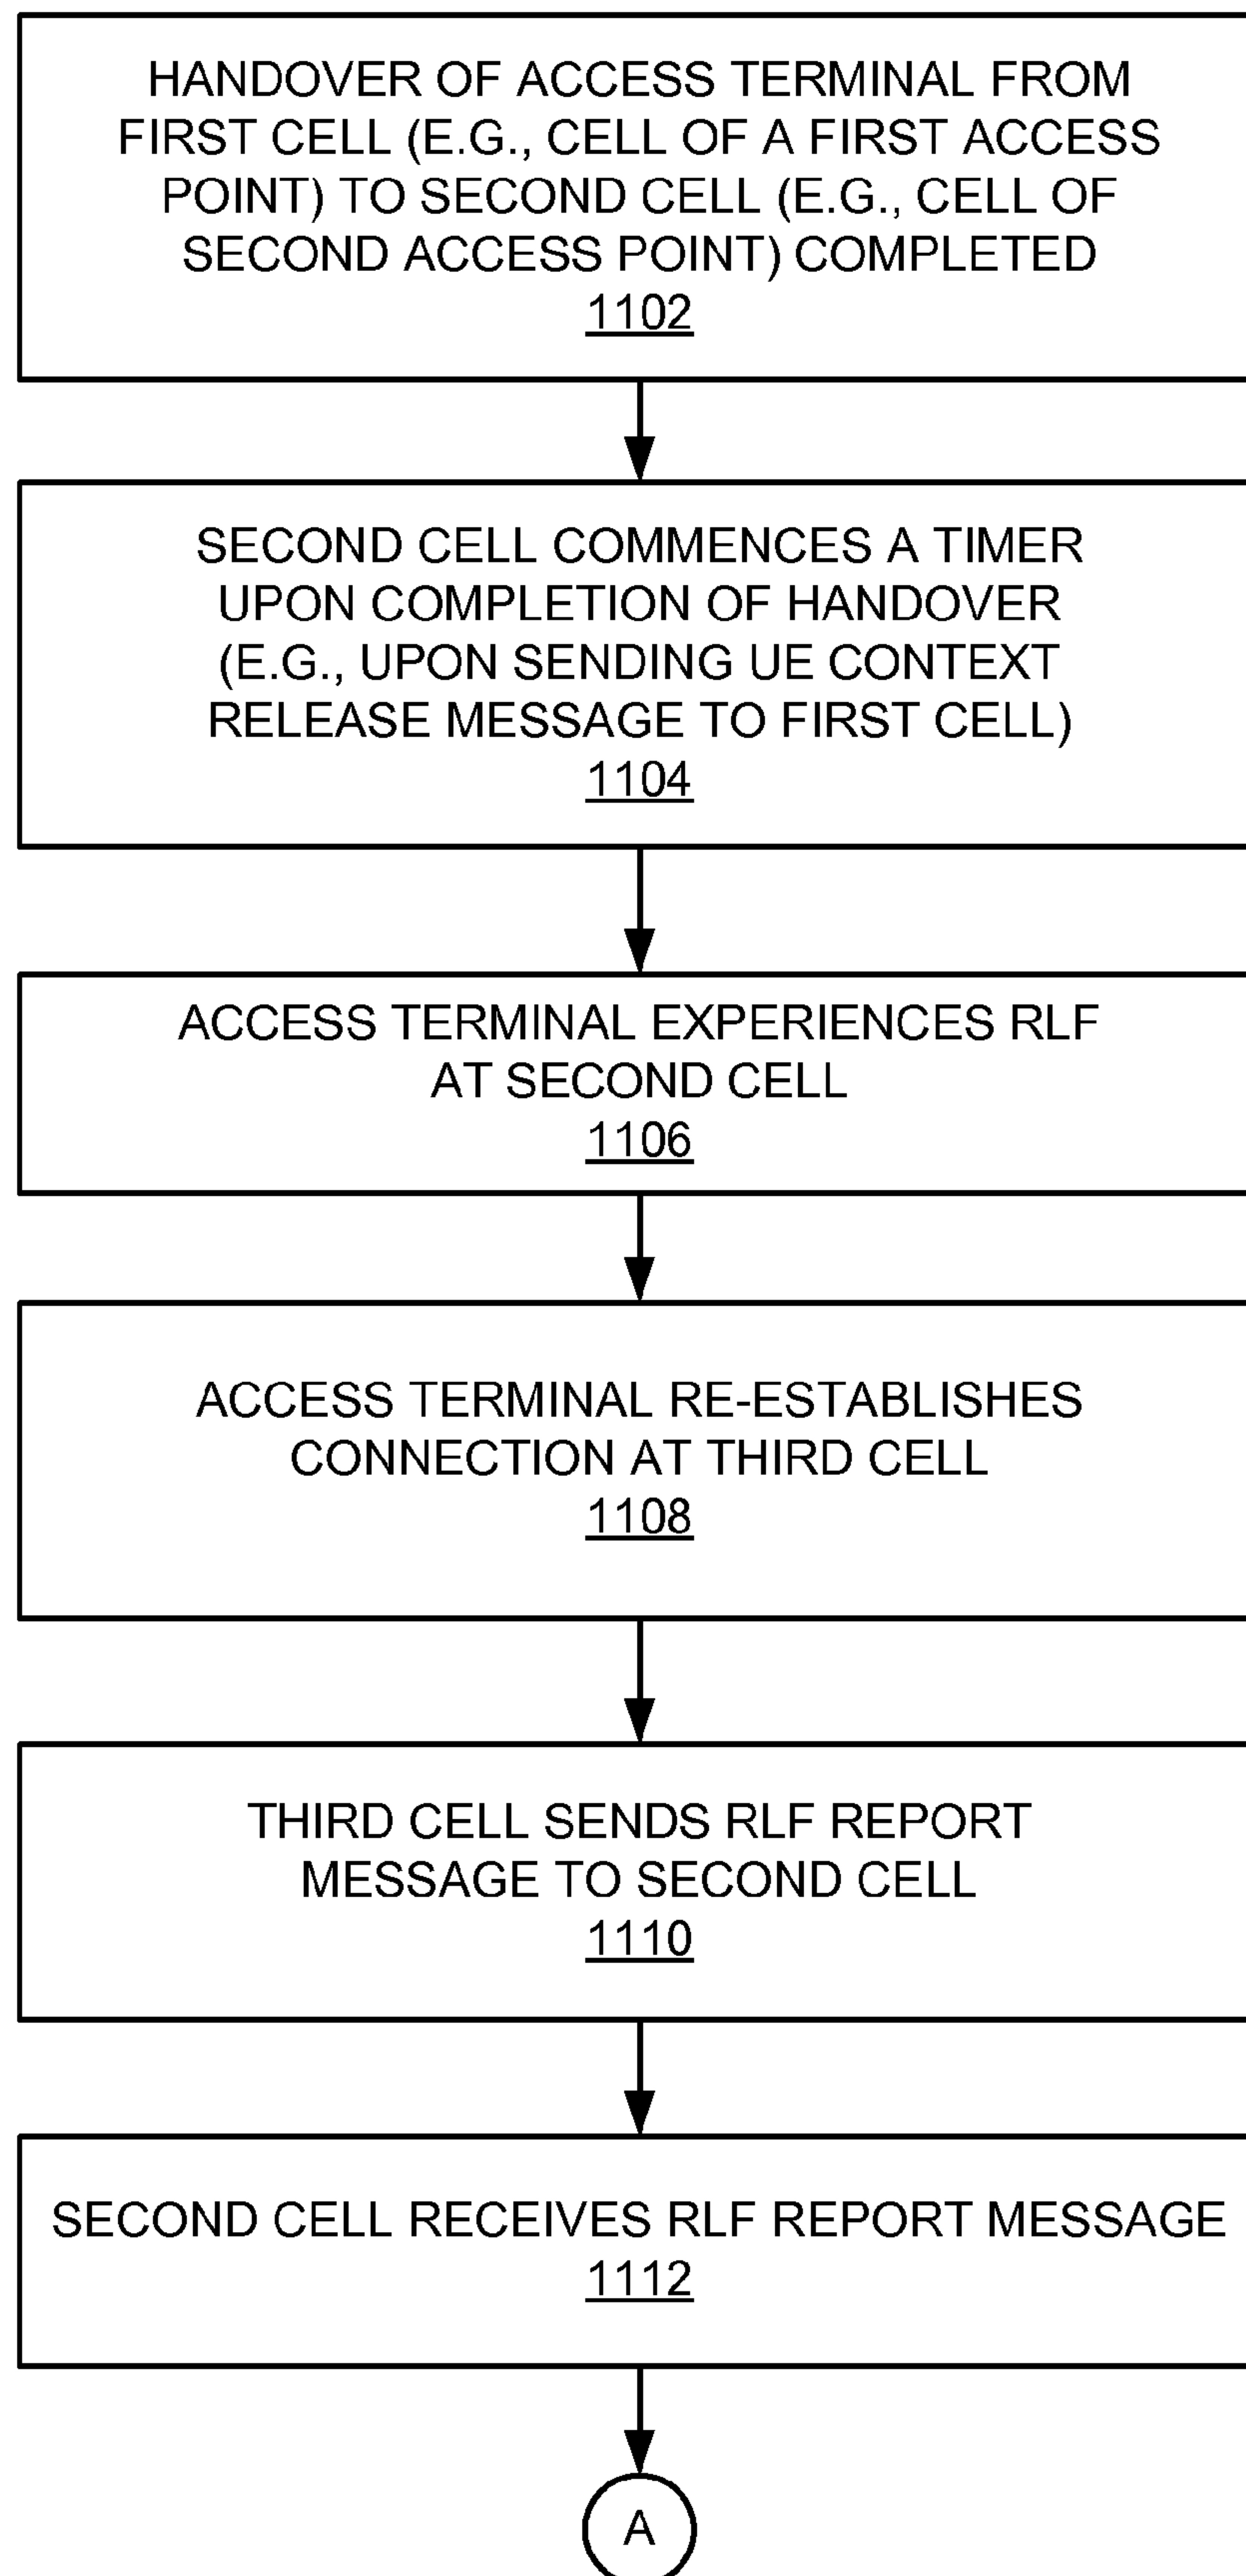 HANDOVER OF ACCESS TERMINAL FROM
FIRST CELL (E.G., CELL OF A FIRST ACCESS
POINT) TO SECOND CELL (E.G., CELL OF
SECOND ACCESS POINT) COMPLETED
1102
SECOND CELL COMMENCES A TIMER
UPON COMPLETION OF HANDOVER
(E.G., UPON SENDING UE CONTEXT
RELEASE MESSAGE TO FIRST CELL)
1104
ACCESS TERMINAL EXPERIENCES RLF
AT SECOND CELL
1106
ACCESS TERMINAL RE-ESTABLISHES
CONNECTION AT THIRD CELL
1108
THIRD CELL SENDS RLF REPORT
MESSAGE TO SECOND CELL
1110
SECOND CELL RECEIVES RLF REPORT MESSAGE
1112
A